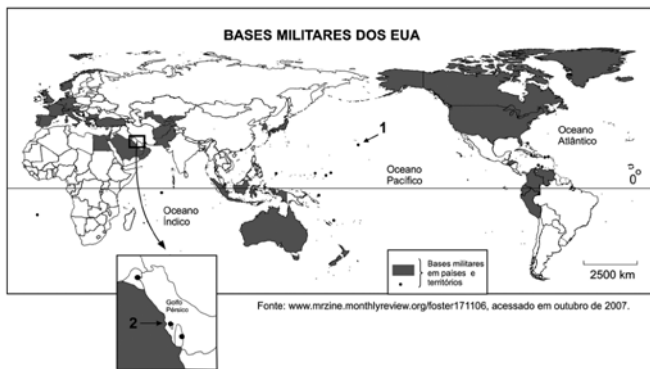 BASES MILITARES DOS EUA
1
Oceano
Atlântico
Oceano
Pacífico
0°
Oceano
Índico
Bases militares
em países e
territórios
2500 km
Golfo
Pérsico
2
Fonte: www.mrzine.monthlyreview.org/foster171106, acessado em outubro de 2007.